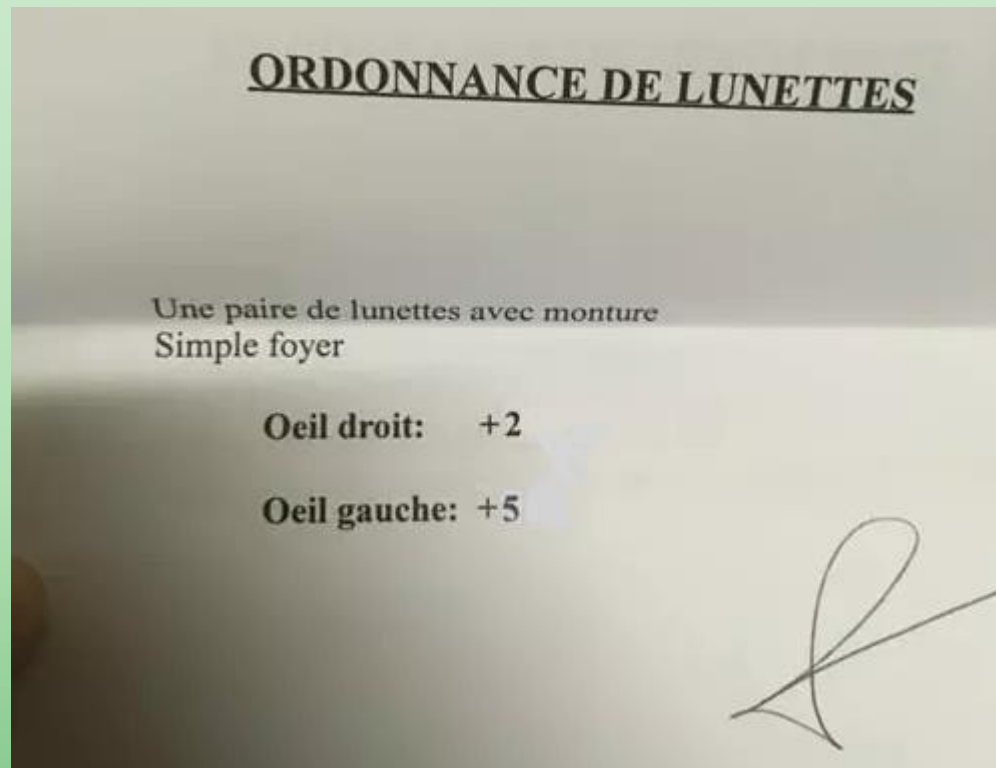 ORDONNANCE DE LUNETTES
Une paire de lunettes avec monture
Simple foyer
Oeil droit: +2
Oeil gauche: +5